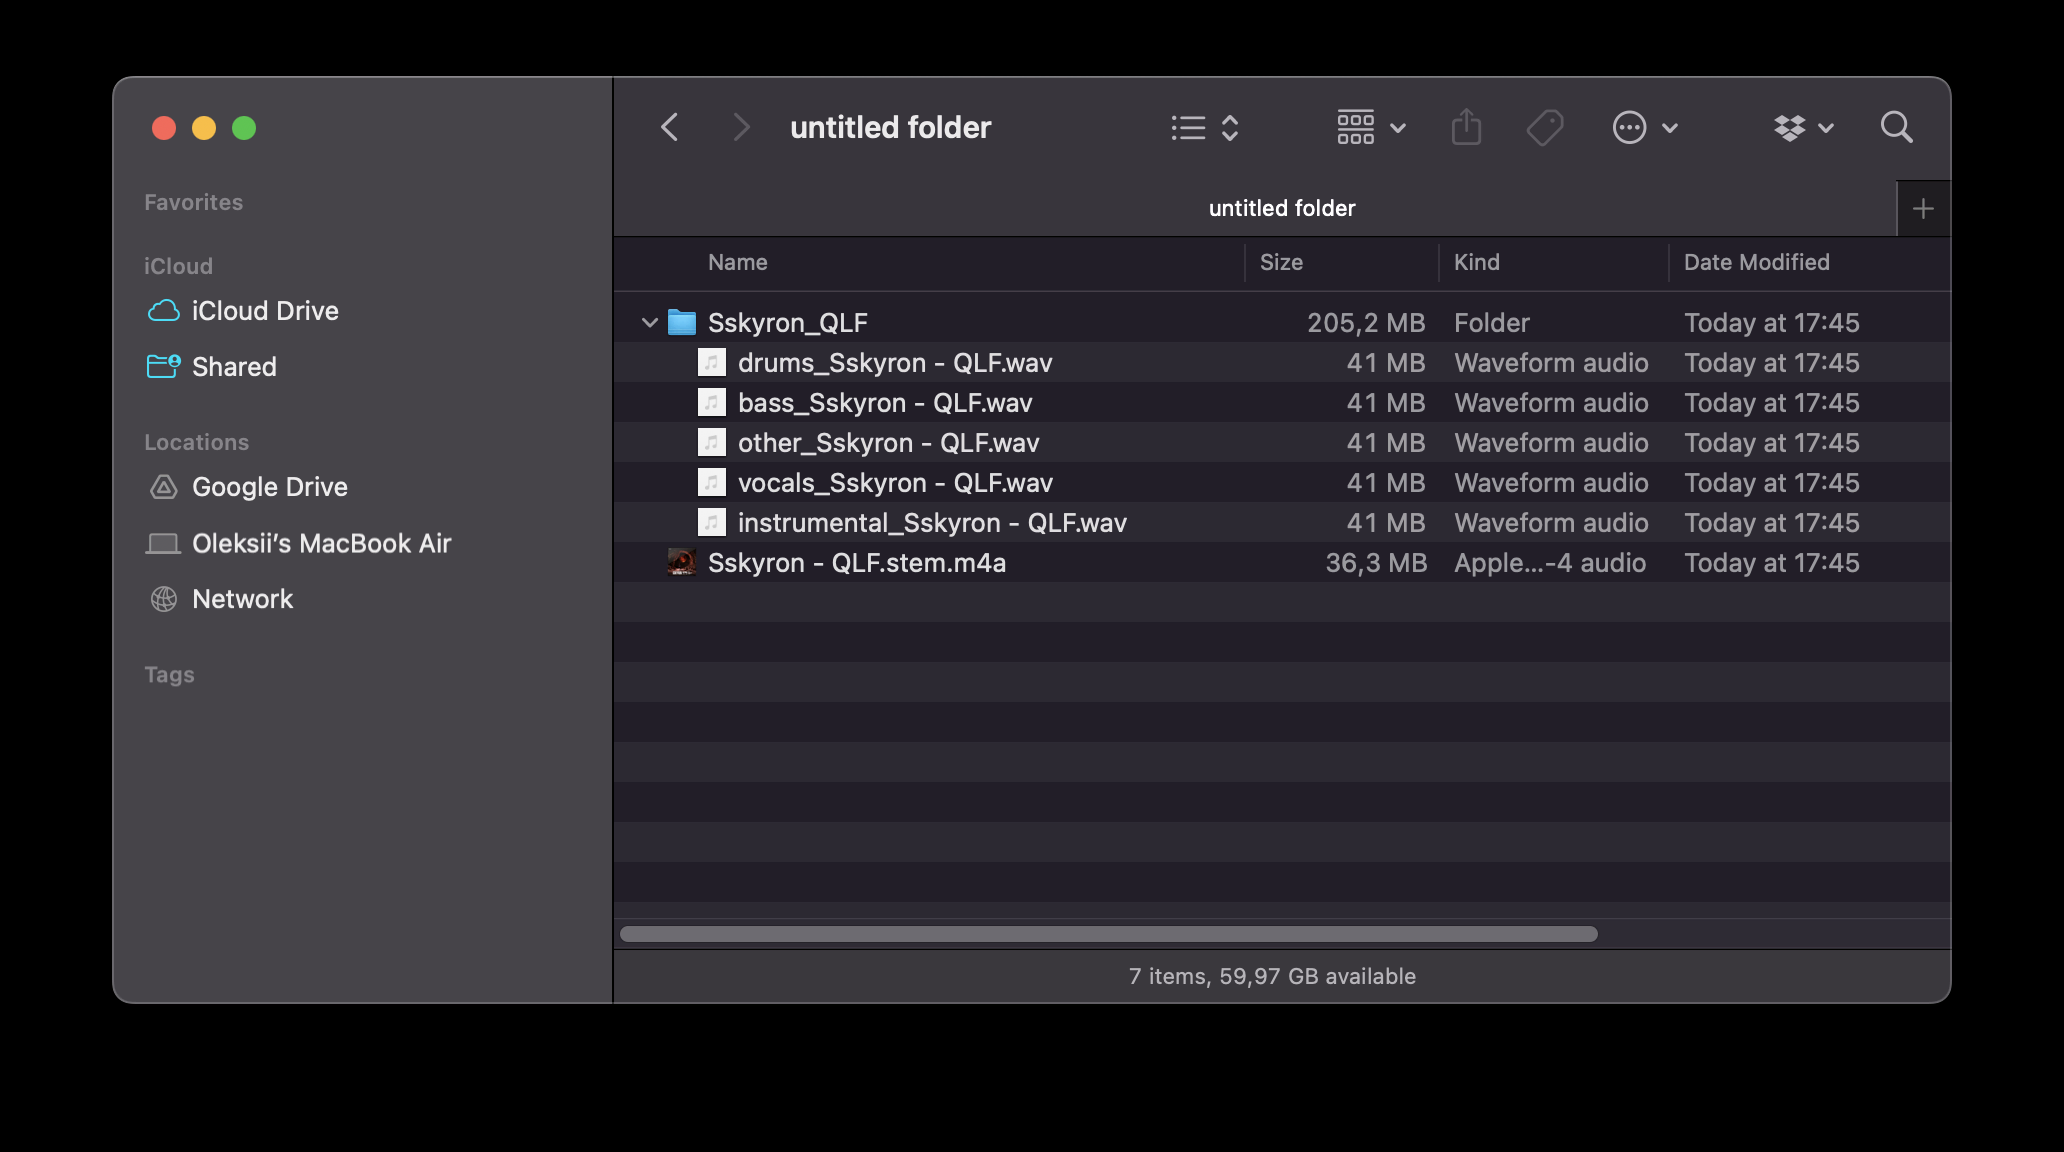 untitled folder
Favorites
iCloud
iCloud Drive
Shared
Locations
Google Drive
Oleksii’s MacBook Air
Network
Tags
untitled folder
Name Size Kind Date Modified
Sskyron_QLF 205,2 MB Folder Today at 17:45
drums_Sskyron - QLF.wav 41 MB Waveform audio Today at 17:45
bass_Sskyron - QLF.wav 41 MB Waveform audio Today at 17:45
other_Sskyron - QLF.wav 41 MB Waveform audio Today at 17:45
vocals_Sskyron - QLF.wav 41 MB Waveform audio Today at 17:45
instrumental_Sskyron - QLF.wav 41 MB Waveform audio Today at 17:45
Sskyron - QLF.stem.m4a 36,3 MB Apple...-4 audio Today at 17:45
7 items, 59,97 GB available